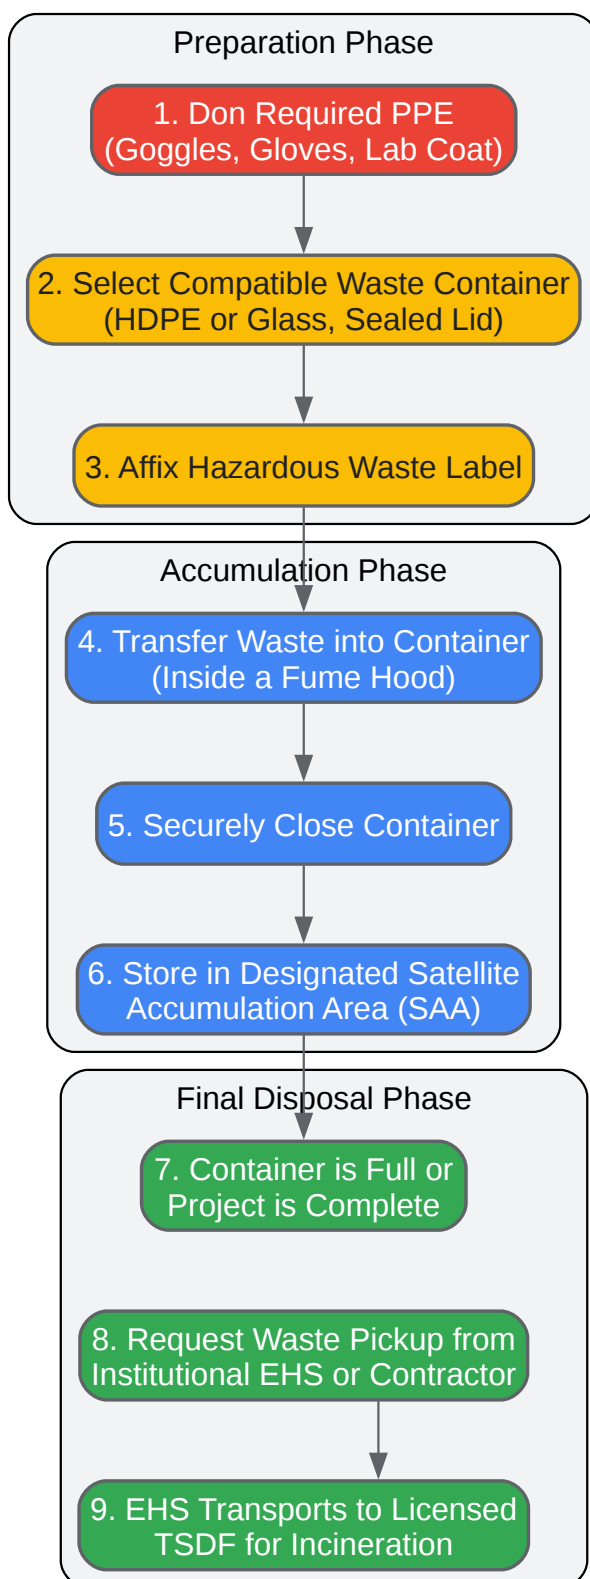 Preparation Phase
1. Don Required PPE
(Goggles, Gloves, Lab Coat)
2. Select Compatible Waste Container
(HDPE or Glass, Sealed Lid)
3. Affix Hazardous Waste Label
Accumulation Phase
4. Transfer Waste into Container
(Inside a Fume Hood)
5. Securely Close Container
6. Store in Designated Satellite
Accumulation Area (SAA)
Final Disposal Phase
7. Container is Full or
Project is Complete
8. Request Waste Pickup from
Institutional EHS or Contractor
9. EHS Transports to Licensed
TSDF for Incineration